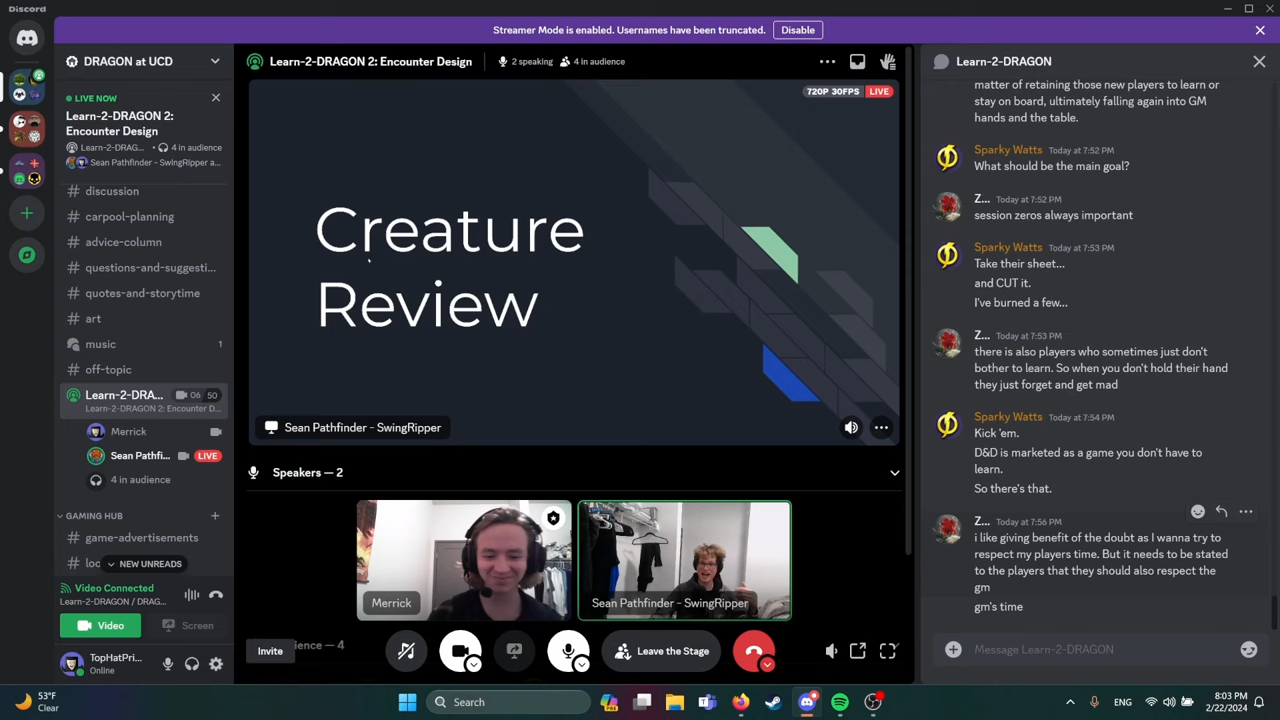 Discord
Streamer Mode is enabled. Usernames have been truncated.
Disable
DRAGON at UCD
LIVE NOW
Learn-2-DRAGON 2:
Encounter Design
Learn-2-DRAG...
4 in audience
Sean Pathfinder - SwingRipper a...
discussion
carpool-planning
advice-column
questions-and-suggesti...
quotes-and-storytime
art
music
1
off-topic
Learn-2-DRA...
06
50
Learn-2-DRAGON 2: Encounter D...
Merrick
Sean Pathfi...
LIVE
4 in audience
GAMING HUB
game-advertisements
NEW UNREADS
Video Connected
Learn-2-DRAGON / DRAG...
Video
Screen
TopHatPri...
Online
Learn-2-DRAGON 2: Encounter Design
2 speaking
4 in audience
720P 30FPS
LIVE
Creature
Review
Sean Pathfinder - SwingRipper
Speakers — 2
Merrick
Sean Pathfinder - SwingRipper
Invite
Leave the Stage
Learn-2-DRAGON
matter of retaining those new players to learn or
stay on board, ultimately falling again into GM
hands and the table.
Sparky Watts Today at 7:52 PM
What should be the main goal?
Z... Today at 7:52 PM
session zeros always important
Sparky Watts Today at 7:53 PM
Take their sheet...
and CUT it.
I've burned a few...
Z... Today at 7:53 PM
there is also players who sometimes just don't
bother to learn. So when you don't hold their hand
they just forget and get mad
Sparky Watts Today at 7:54 PM
Kick 'em.
D&D is marketed as a game you don't have to
learn.
So there's that.
Z... Today at 7:56 PM
i like giving benefit of the doubt as I wanna try to
respect my players time. But it needs to be stated
to the players that they should also respect the
gm
gm's time
Message Learn-2-DRAGON
53°F
Clear
Search
ENG
8:03 PM
2/22/2024